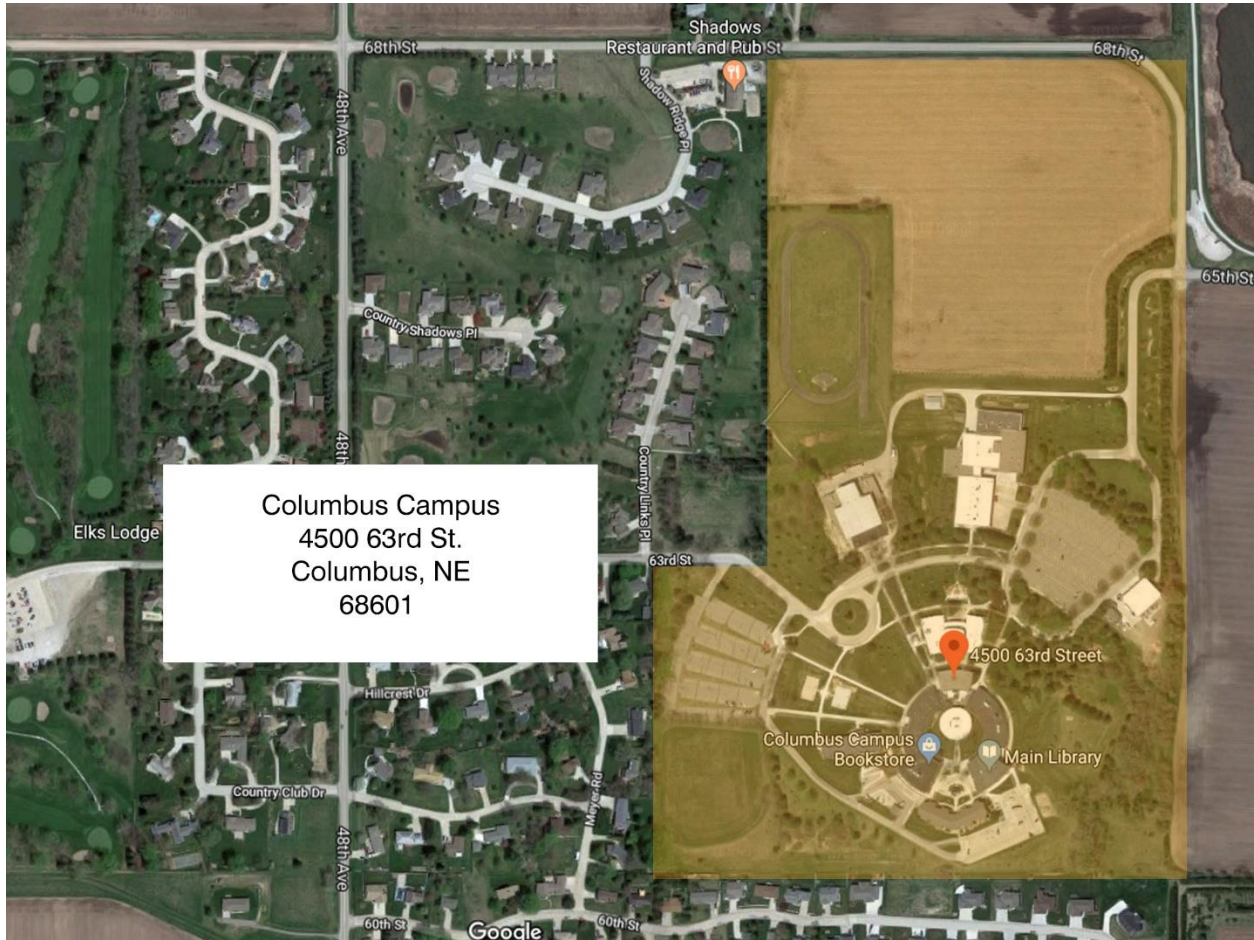 Shadows
Restaurant and Pub
68th St
St
68th St
Shadow Ridge Pl
48th Ave
65th St
Country Shadows Pl
48th
Country Links Pl
Columbus Campus
4500 63rd St.
Columbus, NE
68601
Elks Lodge
63rd St
4500 63rd Street
Hillcrest Dr
Columbus Campus
Bookstore
Main Library
Country Club Dr
Meyer Rd
48th Ave
60th St
Google
60th St